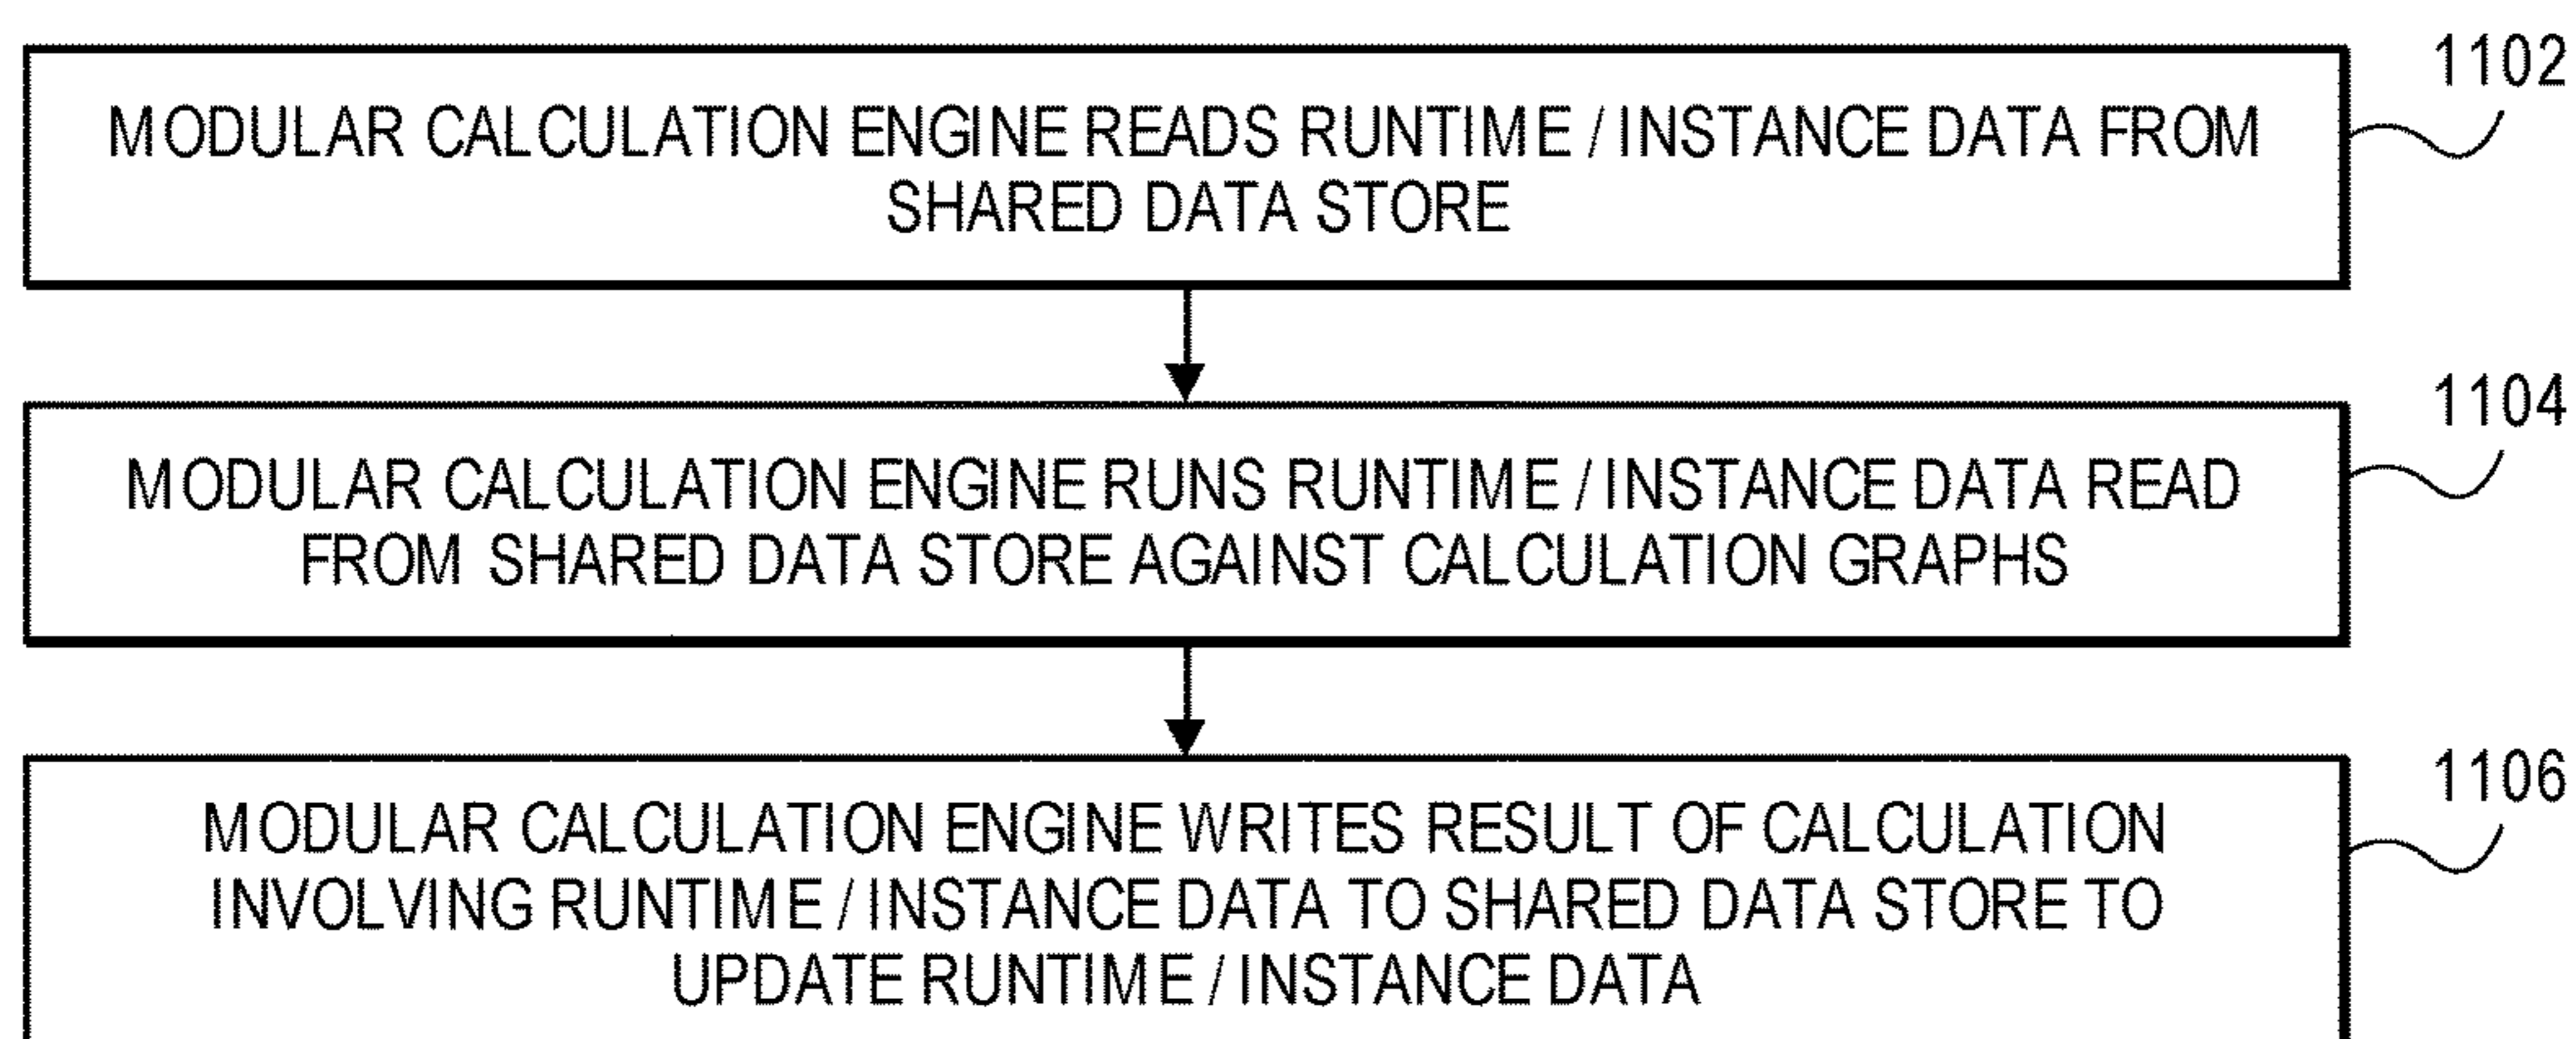 1102
MODULAR CALCULATION ENGINE READS RUNTIME / INSTANCE DATA FROM
SHARED DATA STORE
1104
MODULAR CALCULATION ENGINE RUNS RUNTIME / INSTANCE DATA READ
FROM SHARED DATA STORE AGAINST CALCULATION GRAPHS
1106
MODULAR CALCULATION ENGINE WRITES RESULT OF CALCULATION
INVOLVING RUNTIME / INSTANCE DATA TO SHARED DATA STORE TO
UPDATE RUNTIME / INSTANCE DATA